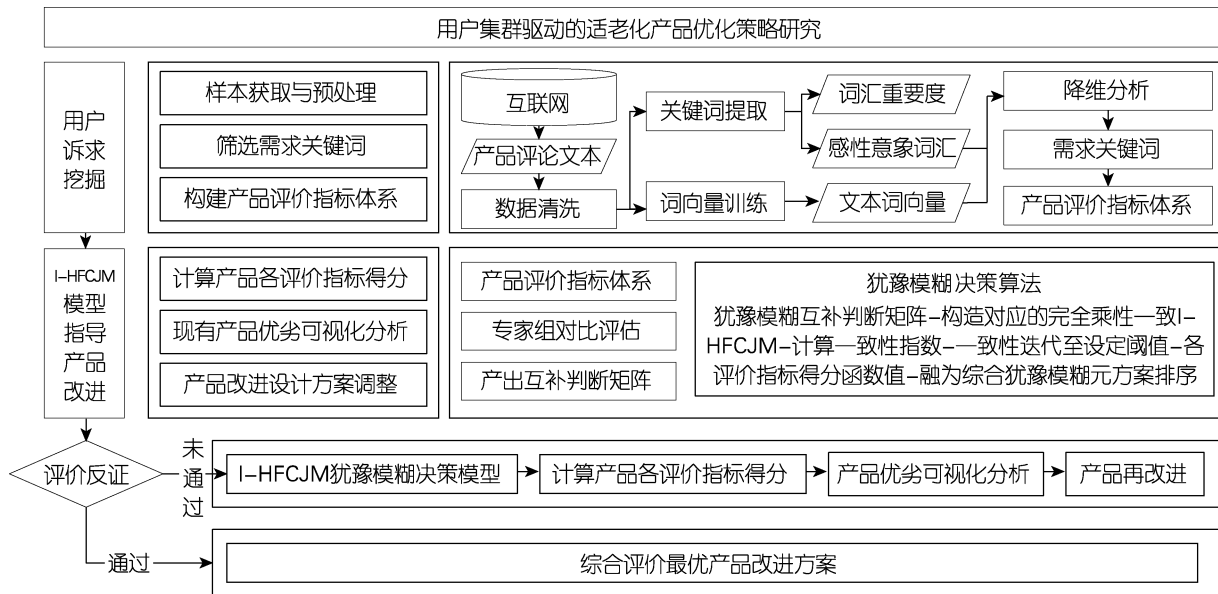 用户集群驱动的适老化产品优化策略研究
用户
诉求
挖掘
样本获取与预处理
筛选需求关键词
构建产品评价指标体系
互联网
产品评论文本
数据清洗
关键词提取
词向量训练
词汇重要度
感性意象词汇
文本词向量
降维分析
需求关键词
产品评价指标体系
I-HFCJM
模型
指导
产品
改进
计算产品各评价指标得分
现有产品优劣可视化分析
产品改进设计方案调整
产品评价指标体系
专家组对比评估
产出互补判断矩阵
犹豫模糊决策算法
犹豫模糊互补判断矩阵-构造对应的完全乘性一致I-
HFCJM-计算一致性指数-一致性迭代至设定阈值-各
评价指标得分函数值-融为综合犹豫模糊元方案排序
评价反证
未
通
过
I-HFCJM犹豫模糊决策模型
计算产品各评价指标得分
产品优劣可视化分析
产品再改进
通过
综合评价最优产品改进方案